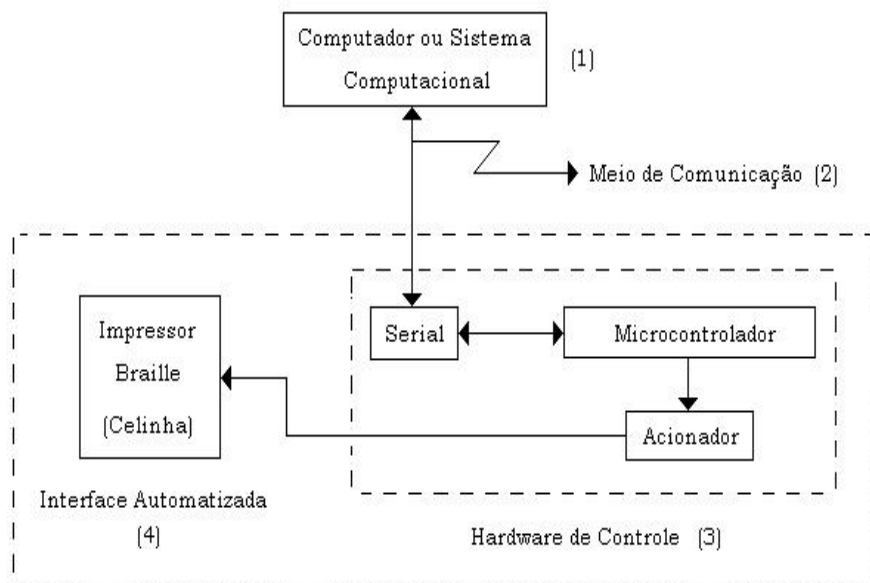 Computador ou Sistema
Computacional
(1)
Meio de Comunicação (2)
Impressor
Braille
(Celinha)
Serial
Microcontrolador
Acionador
Interface Automatizada
(4)
Hardware de Controle (3)